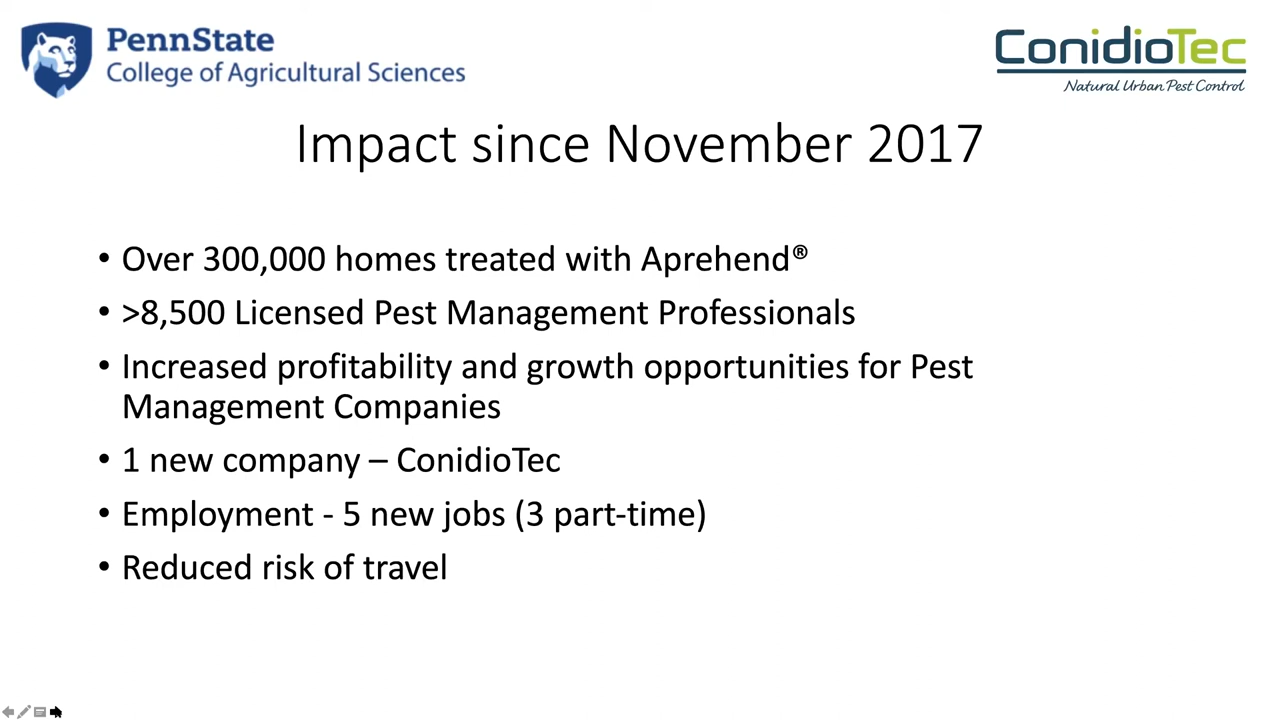 PennState
College of Agricultural Sciences
ConidioTec
Natural Urban Pest Control
Impact since November 2017
• Over 300,000 homes treated with Aprehend®
• >8,500 Licensed Pest Management Professionals
• Increased profitability and growth opportunities for Pest
Management Companies
• 1 new company – ConidioTec
• Employment - 5 new jobs (3 part-time)
• Reduced risk of travel